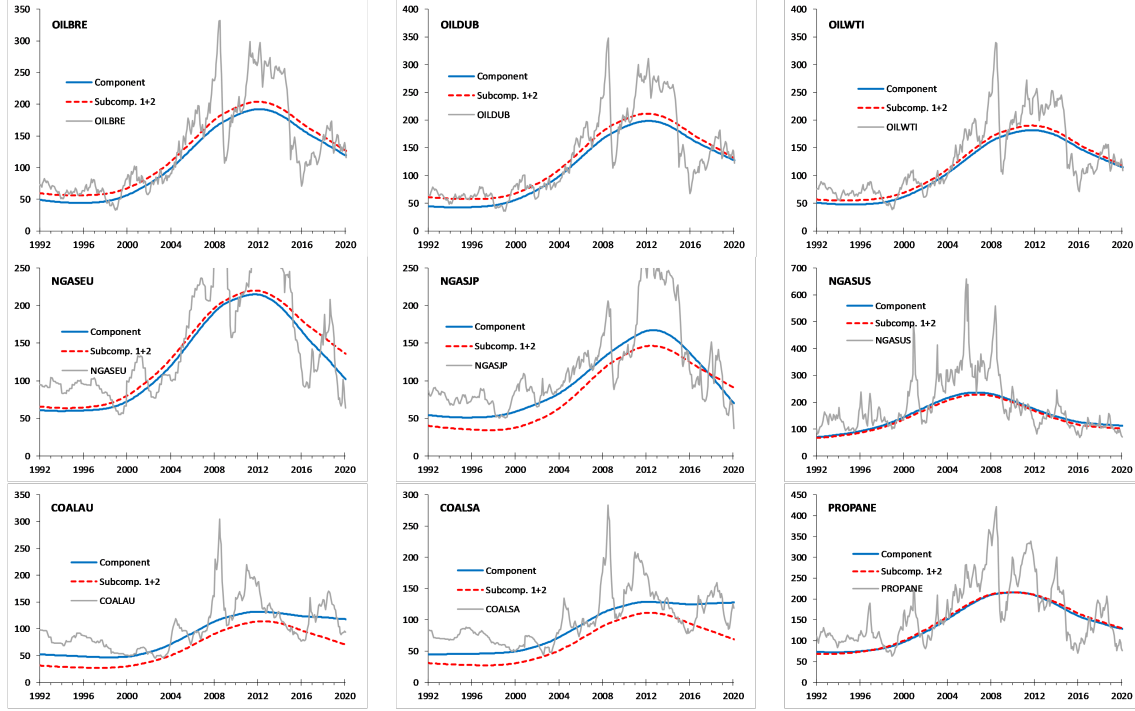 OILBRE
350
300
250
200
150
100
50
0
Component
Subcomp. 1+2
OILBRE
1992 1996 2000 2004 2008 2012 2016 2020
OILDUB
400
350
300
250
200
150
100
50
0
Component
Subcomp. 1+2
OILDUB
1992 1996 2000 2004 2008 2012 2016 2020
OILWTI
400
350
300
250
200
150
100
50
0
Component
Subcomp. 1+2
OILWTI
1992 1996 2000 2004 2008 2012 2016 2020
NGASEU
250
200
150
100
50
0
Component
Subcomp. 1+2
NGASEU
1992 1996 2000 2004 2008 2012 2016 2020
NGASJP
250
200
150
100
50
0
Component
Subcomp. 1+2
NGASJP
1992 1996 2000 2004 2008 2012 2016 2020
NGASUS
700
600
500
400
300
200
100
0
Component
Subcomp. 1+2
NGASUS
1992 1996 2000 2004 2008 2012 2016 2020
COALAU
350
300
250
200
150
100
50
0
Component
Subcomp. 1+2
COALAU
1992 1996 2000 2004 2008 2012 2016 2020
COALSA
300
250
200
150
100
50
0
Component
Subcomp. 1+2
COALSA
1992 1996 2000 2004 2008 2012 2016 2020
PROPANE
450
400
350
300
250
200
150
100
50
0
Component
Subcomp. 1+2
PROPANE
1992 1996 2000 2004 2008 2012 2016 2020